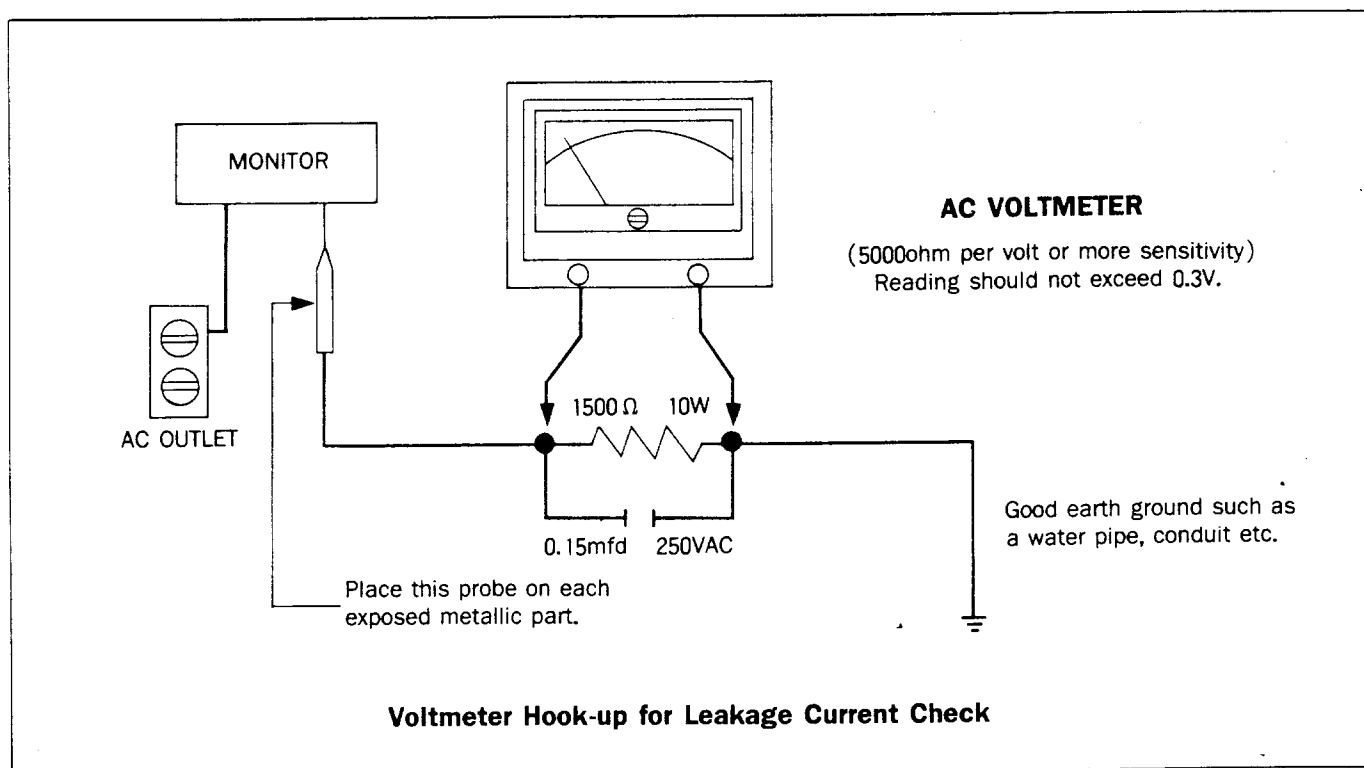 MONITOR
AC VOLTMETER
(5000ohm per volt or more sensitivity)
Reading should not exceed 0.3V.
AC OUTLET
1500 Ω 10W
0.15mfd 250VAC
Good earth ground such as
a water pipe, conduit etc.
Place this probe on each
exposed metallic part.
Voltmeter Hook-up for Leakage Current Check